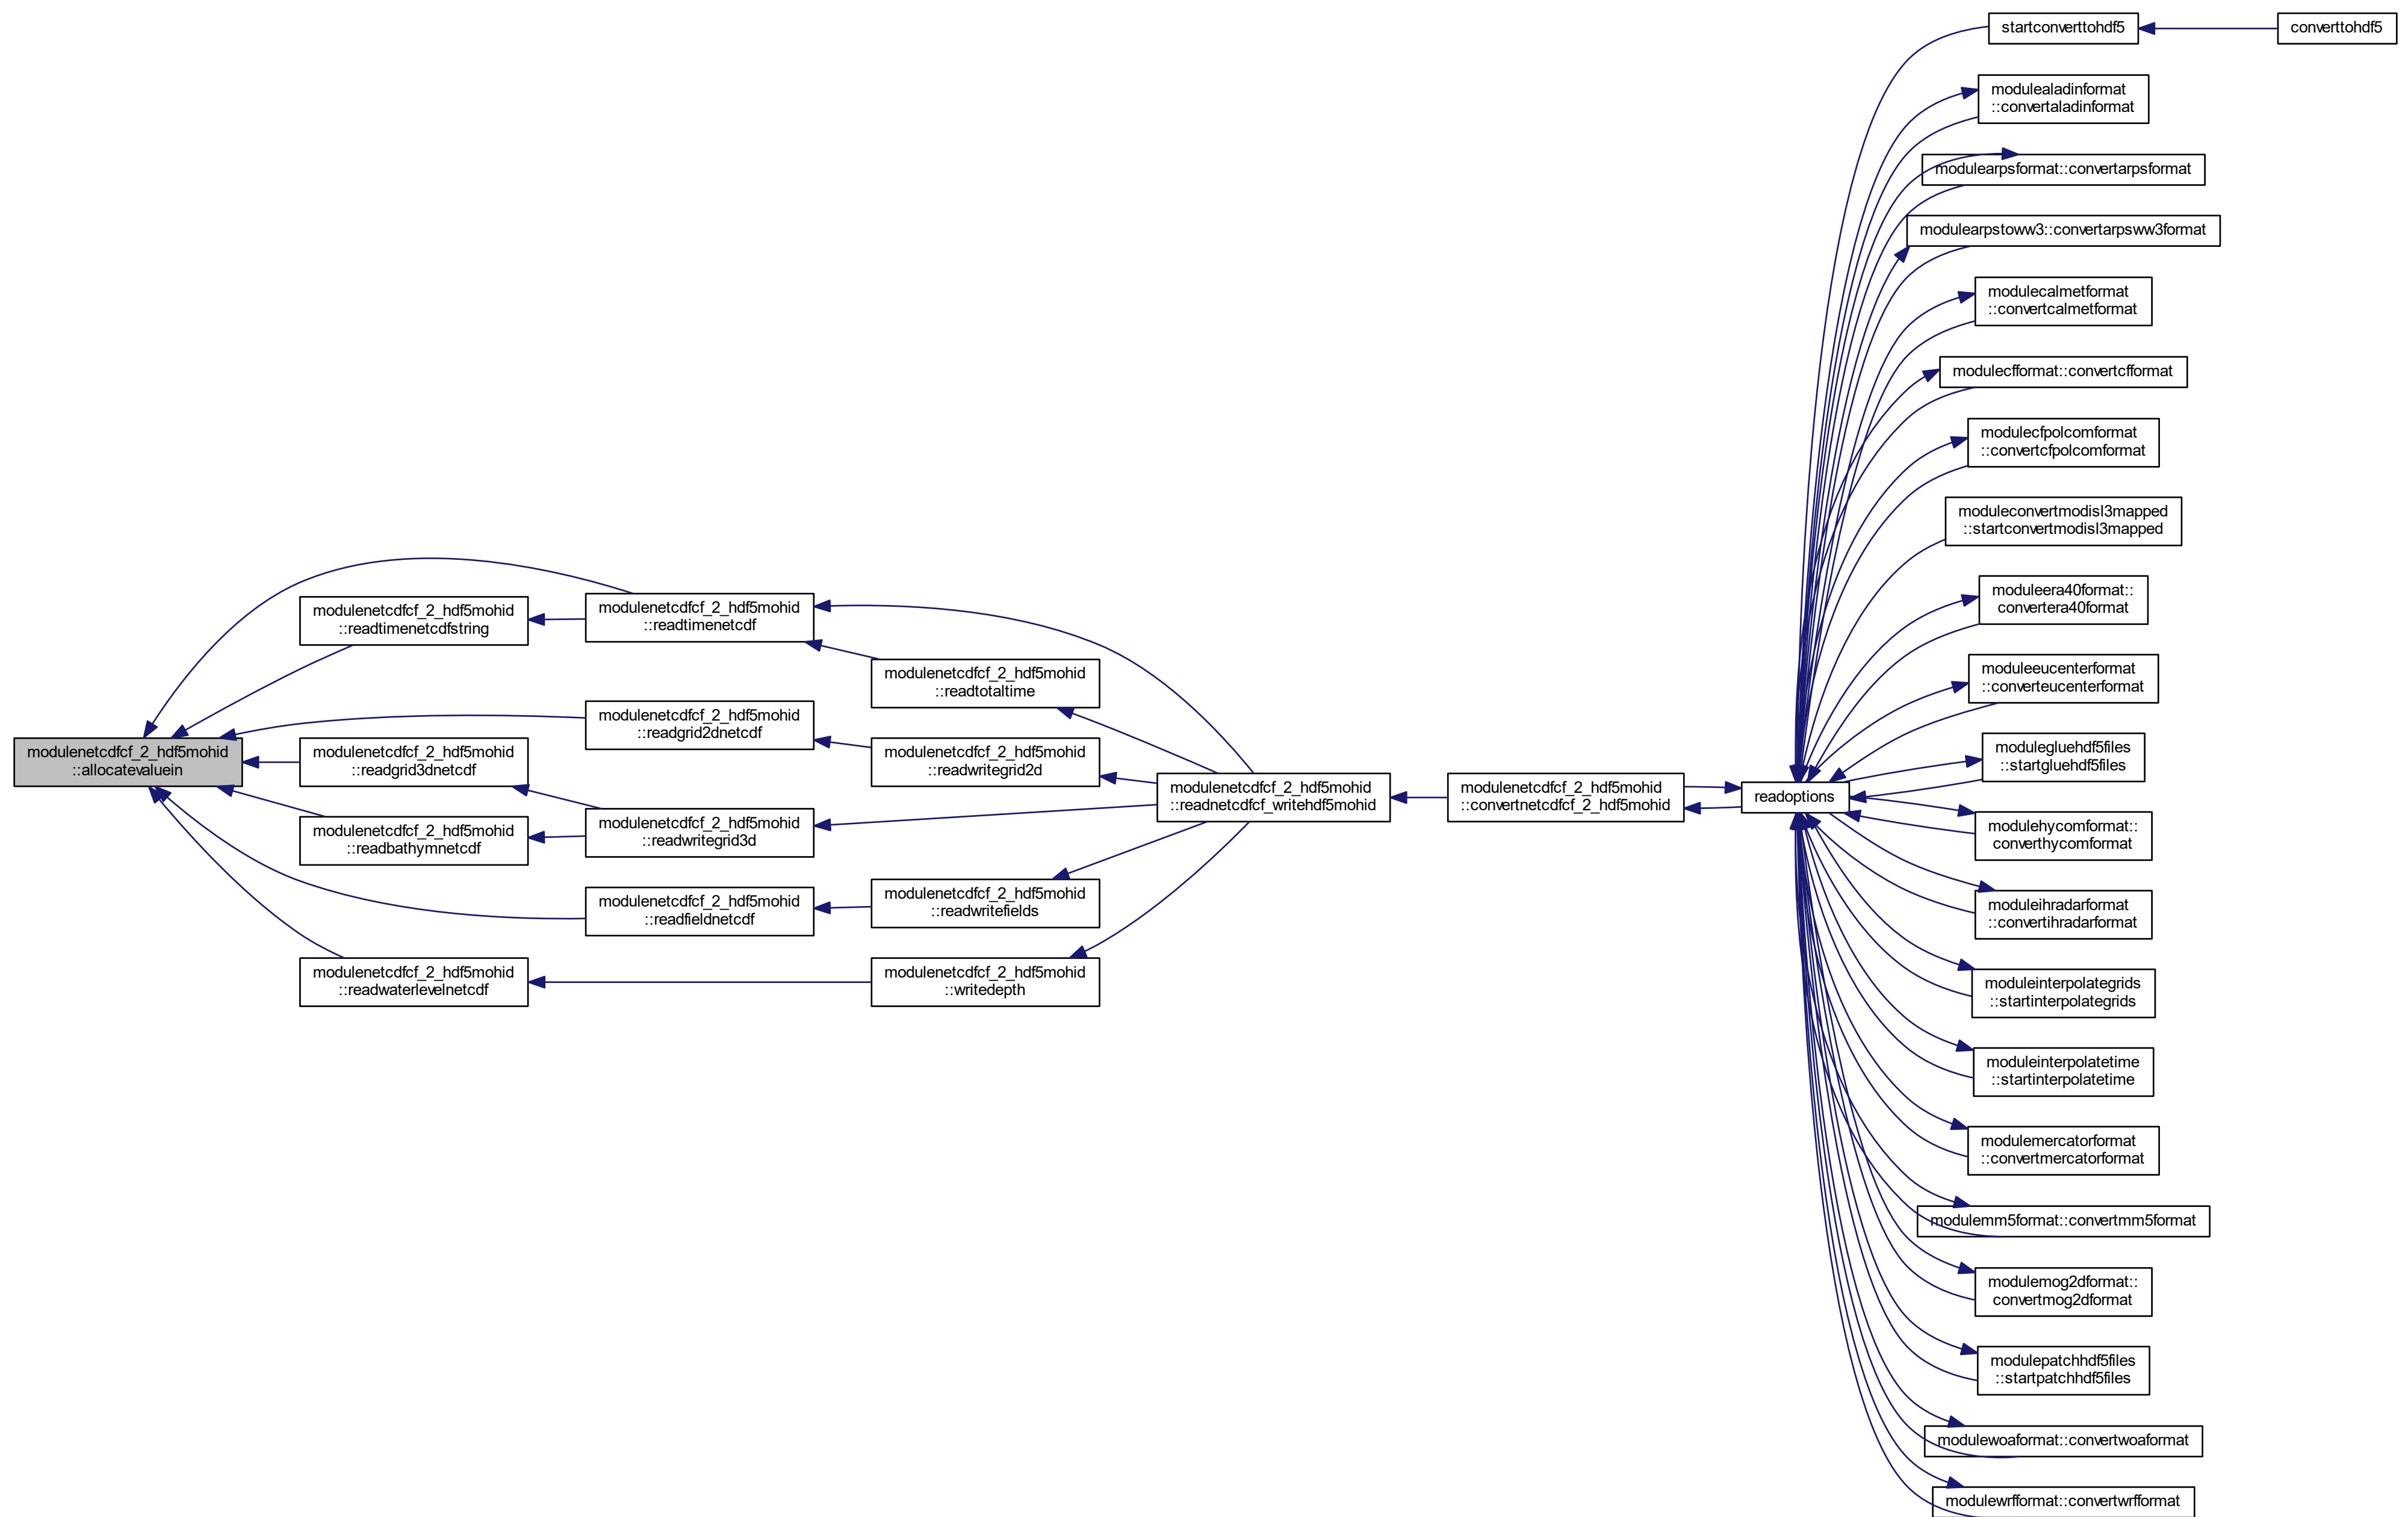 startconverttohdf5
converttohdf5
modulealadinformat
::convertaladinformat
modulearpsformat::convertarpsformat
modulearpstoww3::convertarpsww3format
modulecalmetformat
::convertcalmetformat
modulecfformat::convertcfformat
modulecfpolcomformat
::convertcfpolcomformat
moduleconvertmodisl3mapped
::startconvertmodisl3mapped
moduleera40format::
convertera40format
moduleeucenterformat
::converteucenterformat
modulegluehdf5files
::startgluehdf5files
modulehycomformat::
converthycomformat
moduleihradarformat
::convertihradarformat
moduleinterpolategrids
::startinterpolategrids
moduleinterpolatetime
::startinterpolatetime
modulemercatorformat
::convertmercatorformat
modulemm5format::convertmm5format
modulemog2dformat::
convertmog2dformat
modulepatchhdf5files
::startpatchhdf5files
modulewoaformat::convertwoaformat
modulewrfformat::convertwrfformat
readoptions
modulenetcdfcf_2_hdf5mohid
::convertnetcdfcf_2_hdf5mohid
modulenetcdfcf_2_hdf5mohid
::readnetcdfcf_writehdf5mohid
modulenetcdfcf_2_hdf5mohid
::readtotaltime
modulenetcdfcf_2_hdf5mohid
::readwritegrid2d
modulenetcdfcf_2_hdf5mohid
::readwritefields
modulenetcdfcf_2_hdf5mohid
::writedepth
modulenetcdfcf_2_hdf5mohid
::readtimenetcdf
modulenetcdfcf_2_hdf5mohid
::readgrid2dnetcdf
modulenetcdfcf_2_hdf5mohid
::readwritegrid3d
modulenetcdfcf_2_hdf5mohid
::readfieldnetcdf
modulenetcdfcf_2_hdf5mohid
::readtimenetcdfstring
modulenetcdfcf_2_hdf5mohid
::readgrid3dnetcdf
modulenetcdfcf_2_hdf5mohid
::readbathymnetcdf
modulenetcdfcf_2_hdf5mohid
::readwaterlevelnetcdf
modulenetcdfcf_2_hdf5mohid
::allocatevaluein